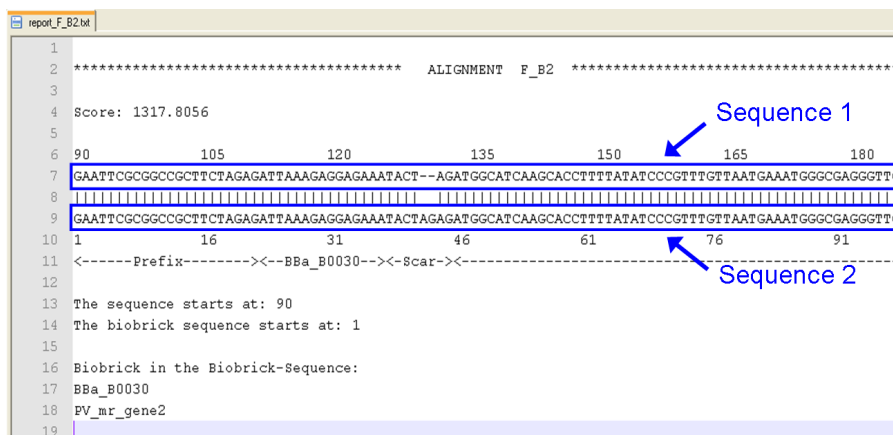 report_F_B2.txt
1
2 *************************************** ALIGNMENT F_B2 **************************************
3
4 Score: 1317.8056
Sequence 1
5
6 90 105 120 135 150 165 180
7 GAATTCGCGGCCGCTTCTAGAGATTAAAGAGGAGAAATACT--AGATGGCATCAAGCACCTTTTATATCCCGTTTGTTAATGAAATGGGCGAGGGTT
8 ||||||||||||||||||||||||||||||||||||||||| ||||||||||||||||||||||||||||||||||||||||||||||||||||||
9 GAATTCGCGGCCGCTTCTAGAGATTAAAGAGGAGAAATACTAGAGATGGCATCAAGCACCTTTTATATCCCGTTTGTTAATGAAATGGGCGAGGGTT
10 1 16 31 46 61 76 91
11 <------Prefix--------><--BBa_B0030--><-Scar-><---------------------------------------------------
Sequence 2
12
13 The sequence starts at: 90
14 The biobrick sequence starts at: 1
15
16 Biobrick in the Biobrick-Sequence:
17 BBa_B0030
18 PV_mr_gene2
19